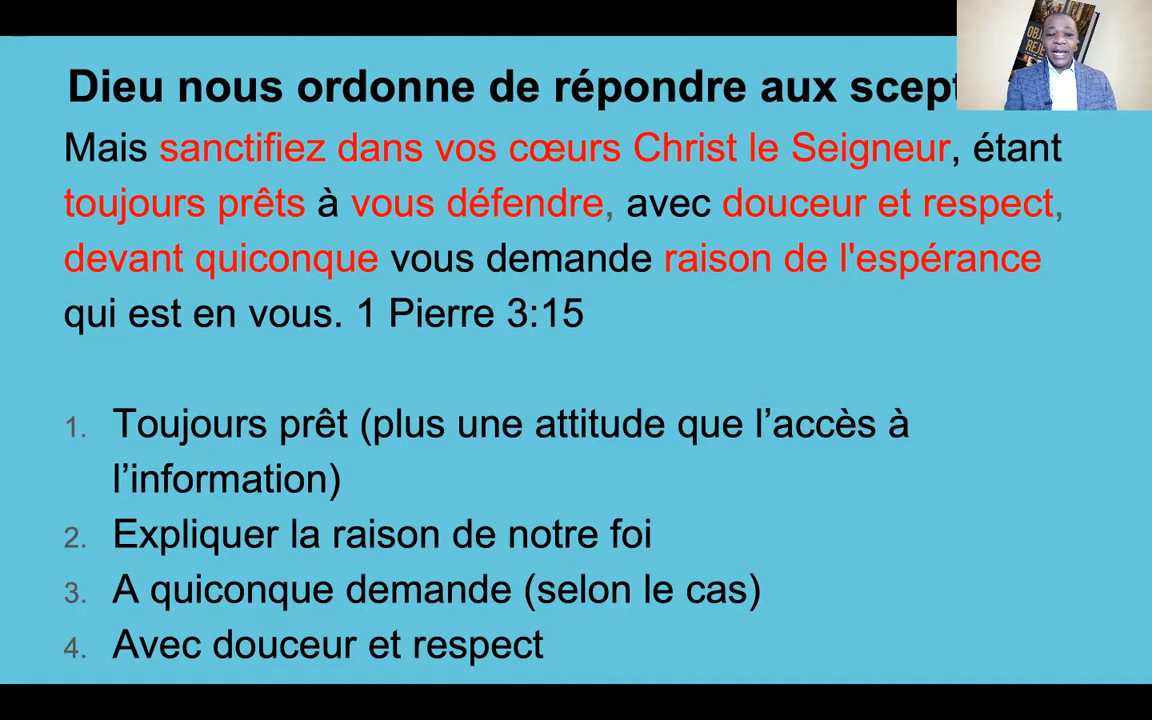 Dieu nous ordonne de répondre aux scept
Mais sanctifiez dans vos cœurs Christ le Seigneur, étant
toujours prêts à vous défendre, avec douceur et respect,
devant quiconque vous demande raison de l'espérance
qui est en vous. 1 Pierre 3:15
1. Toujours prêt (plus une attitude que l’accès à
l’information)
2. Expliquer la raison de notre foi
3. A quiconque demande (selon le cas)
4. Avec douceur et respect